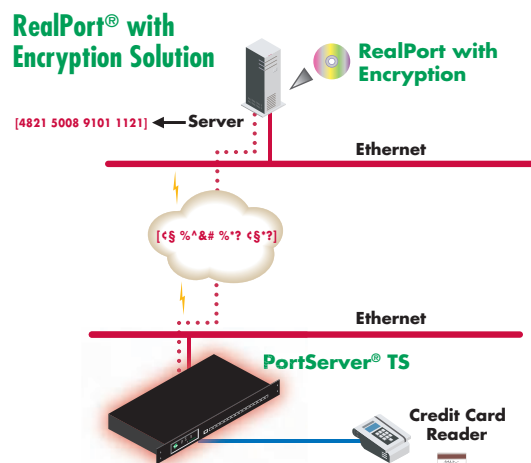 RealPort® with
Encryption Solution
RealPort with
Encryption
[4821 5008 9101 1121]
Server
Ethernet
[¢§ %^&# %*? ¢§*?]
Ethernet
PortServer® TS
Credit Card
Reader